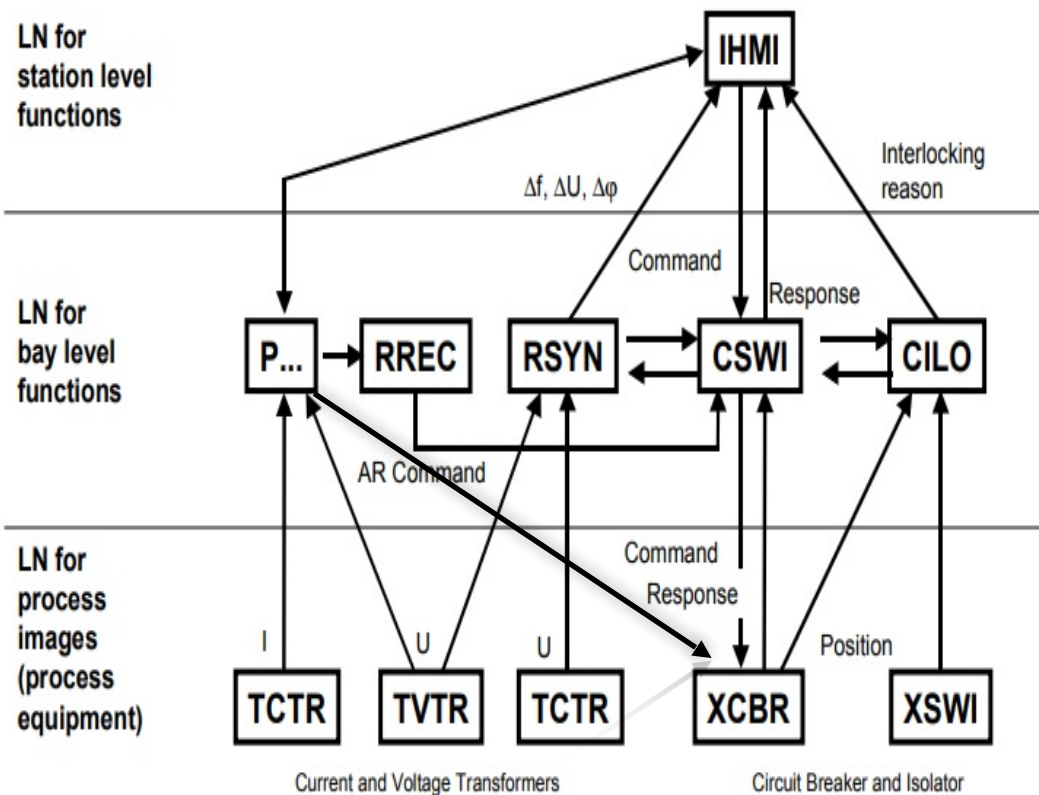 LN for
station level
functions
IHMI
Δf, ΔU, Δφ
Interlocking
reason
Command
Response
LN for
bay level
functions
P...
RREC
RSYN
CSWI
CILO
AR Command
LN for
process
images
(process
equipment)
Command
Response
I
U
U
Position
TCTR
TVTR
TCTR
XCBR
XSWI
Current and Voltage Transformers
Circuit Breaker and Isolator